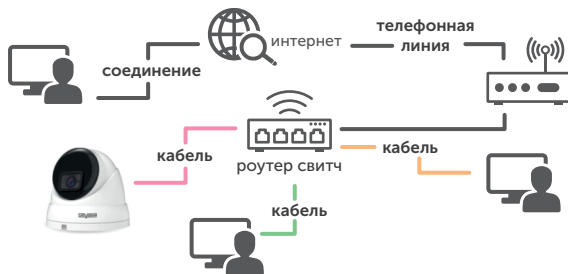 интернет
телефонная
линия
соединение
кабель
роутер свитч
кабель
кабель